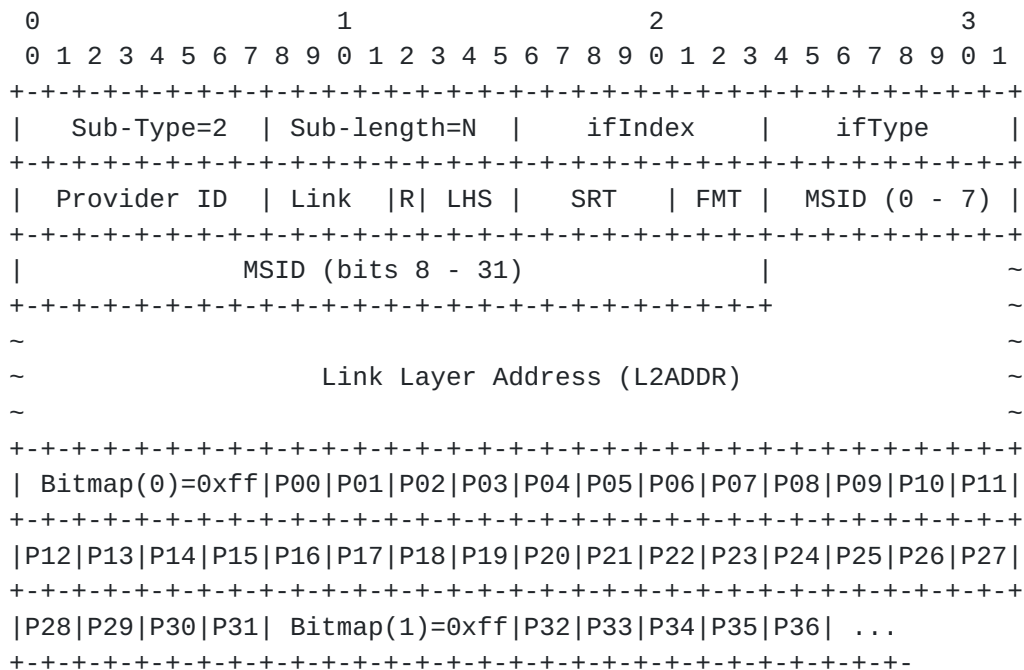 0                   1                   2                   3
 0 1 2 3 4 5 6 7 8 9 0 1 2 3 4 5 6 7 8 9 0 1 2 3 4 5 6 7 8 9 0 1
+-+-+-+-+-+-+-+-+-+-+-+-+-+-+-+-+-+-+-+-+-+-+-+-+-+-+-+-+-+-+-+-+
|   Sub-Type=2  | Sub-length=N  |    ifIndex    |    ifType     |
+-+-+-+-+-+-+-+-+-+-+-+-+-+-+-+-+-+-+-+-+-+-+-+-+-+-+-+-+-+-+-+-+
|  Provider ID  | Link  |R| LHS |   SRT   | FMT |  MSID (0 - 7) |
+-+-+-+-+-+-+-+-+-+-+-+-+-+-+-+-+-+-+-+-+-+-+-+-+-+-+-+-+-+-+-+-+
|              MSID (bits 8 - 31)               |               ~
+-+-+-+-+-+-+-+-+-+-+-+-+-+-+-+-+-+-+-+-+-+-+-+-+               ~
~                                                               ~
~                   Link Layer Address (L2ADDR)                 ~
~                                                               ~
+-+-+-+-+-+-+-+-+-+-+-+-+-+-+-+-+-+-+-+-+-+-+-+-+-+-+-+-+-+-+-+-+
| Bitmap(0)=0xff|P00|P01|P02|P03|P04|P05|P06|P07|P08|P09|P10|P11|
+-+-+-+-+-+-+-+-+-+-+-+-+-+-+-+-+-+-+-+-+-+-+-+-+-+-+-+-+-+-+-+-+
|P12|P13|P14|P15|P16|P17|P18|P19|P20|P21|P22|P23|P24|P25|P26|P27|
+-+-+-+-+-+-+-+-+-+-+-+-+-+-+-+-+-+-+-+-+-+-+-+-+-+-+-+-+-+-+-+-+
|P28|P29|P30|P31| Bitmap(1)=0xff|P32|P33|P34|P35|P36| ...
+-+-+-+-+-+-+-+-+-+-+-+-+-+-+-+-+-+-+-+-+-+-+-+-+-+-+-+-+-